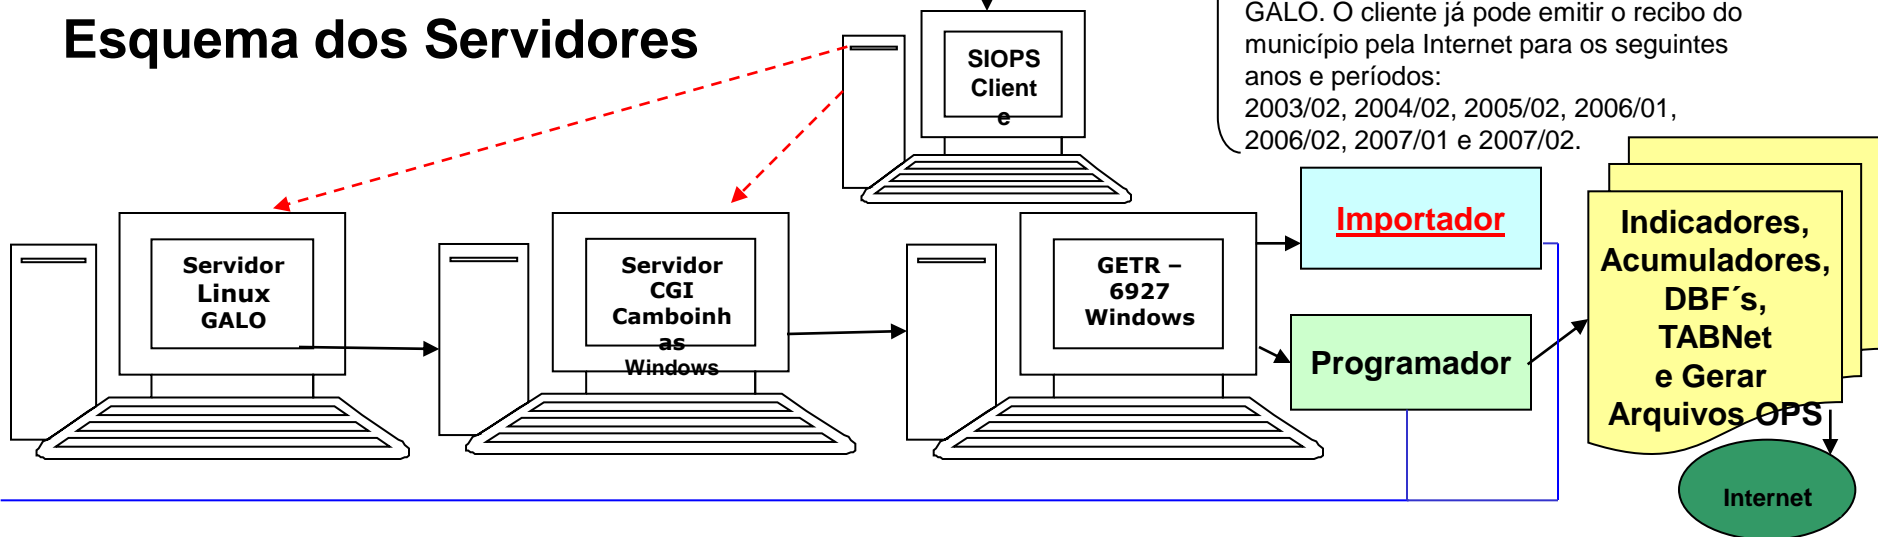 Esquema dos Servidores
SIOPS
Client
e
GALO. O cliente já pode emitir o recibo do
município pela Internet para os seguintes
anos e períodos:
2003/02, 2004/02, 2005/02, 2006/01,
2006/02, 2007/01 e 2007/02.
Servidor
Linux
GALO
Servidor
CGI
Camboinh
as
Windows
GETR –
6927
Windows
Importador
Programador
Indicadores,
Acumuladores,
DBF´s,
TABNet
e Gerar
Arquivos OPS
Internet